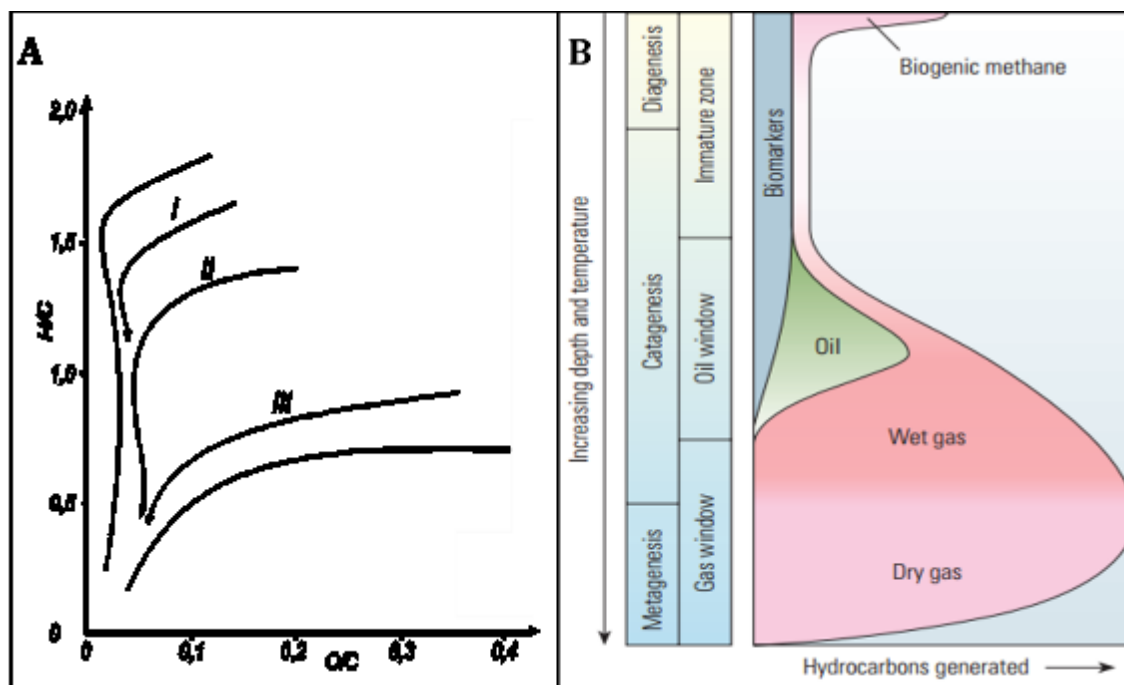 A
2,0
1,5
1,0
0,5
0
H/C
I
II
III
0
0,1
0,2
0,3
0,4
O/C
B
Increasing depth and temperature
Diagenesis
Catagenesis
Metagenesis
Immature zone
Oil window
Gas window
Biomarkers
Biogenic methane
Oil
Wet gas
Dry gas
Hydrocarbons generated